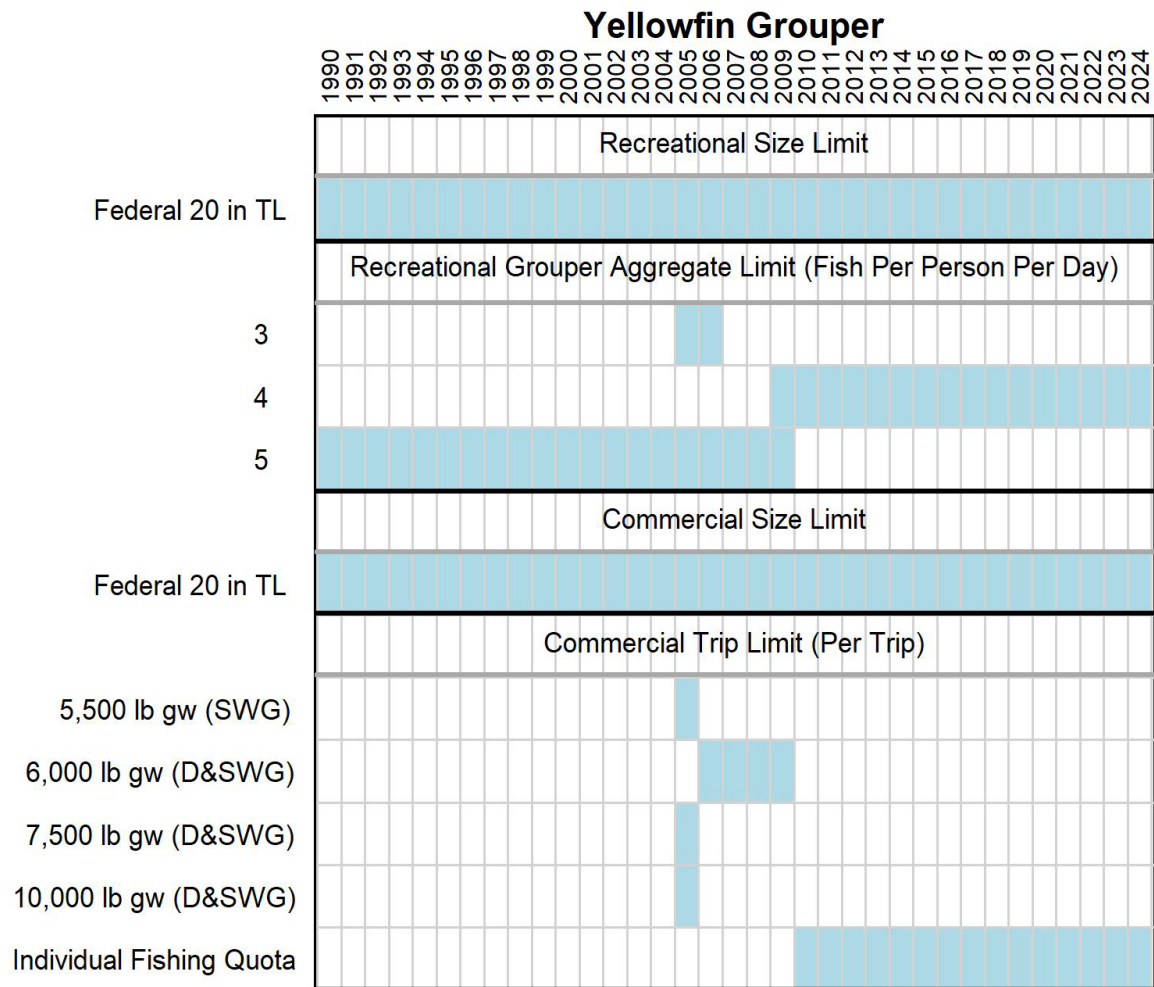 Yellowfin Grouper
1990 1991 1992 1993 1994 1995 1996 1997 1998 1999 2000 2001 2002 2003 2004 2005 2006 2007 2008 2009 2010 2011 2012 2013 2014 2015 2016 2017 2018 2019 2020 2021 2022 2023 2024
Recreational Size Limit
Federal 20 in TL
Recreational Grouper Aggregate Limit (Fish Per Person Per Day)
3
4
5
Commercial Size Limit
Federal 20 in TL
Commercial Trip Limit (Per Trip)
5,500 lb gw (SWG)
6,000 lb gw (D&SWG)
7,500 lb gw (D&SWG)
10,000 lb gw (D&SWG)
Individual Fishing Quota